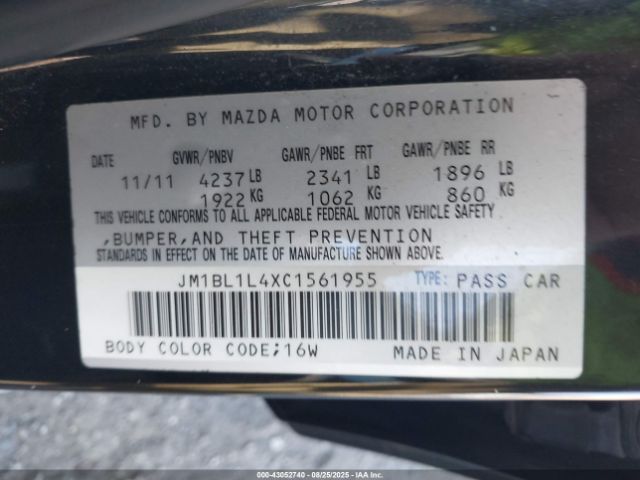 MFD. BY MAZDA MOTOR CORPORATION
DATE GVWR/PNBV GAWR/PNBE FRT GAWR/PNBE RR
11/11 4237 LB 2341 LB 1896 LB
1922 KG 1062 KG 860 KG
THIS VEHICLE CONFORMS TO ALL APPLICABLE FEDERAL MOTOR VEHICLE SAFETY
,BUMPER,AND THEFT PREVENTION
STANDARDS IN EFFECT ON THE DATE OF MANUFACTURE SHOWN ABOVE.
JM1BL1L4XC1561955 TYPE: PASS CAR
BODY COLOR CODE;16W MADE IN JAPAN
© IAAI-43052740 - 08/25/2025 - IAAI, Inc.